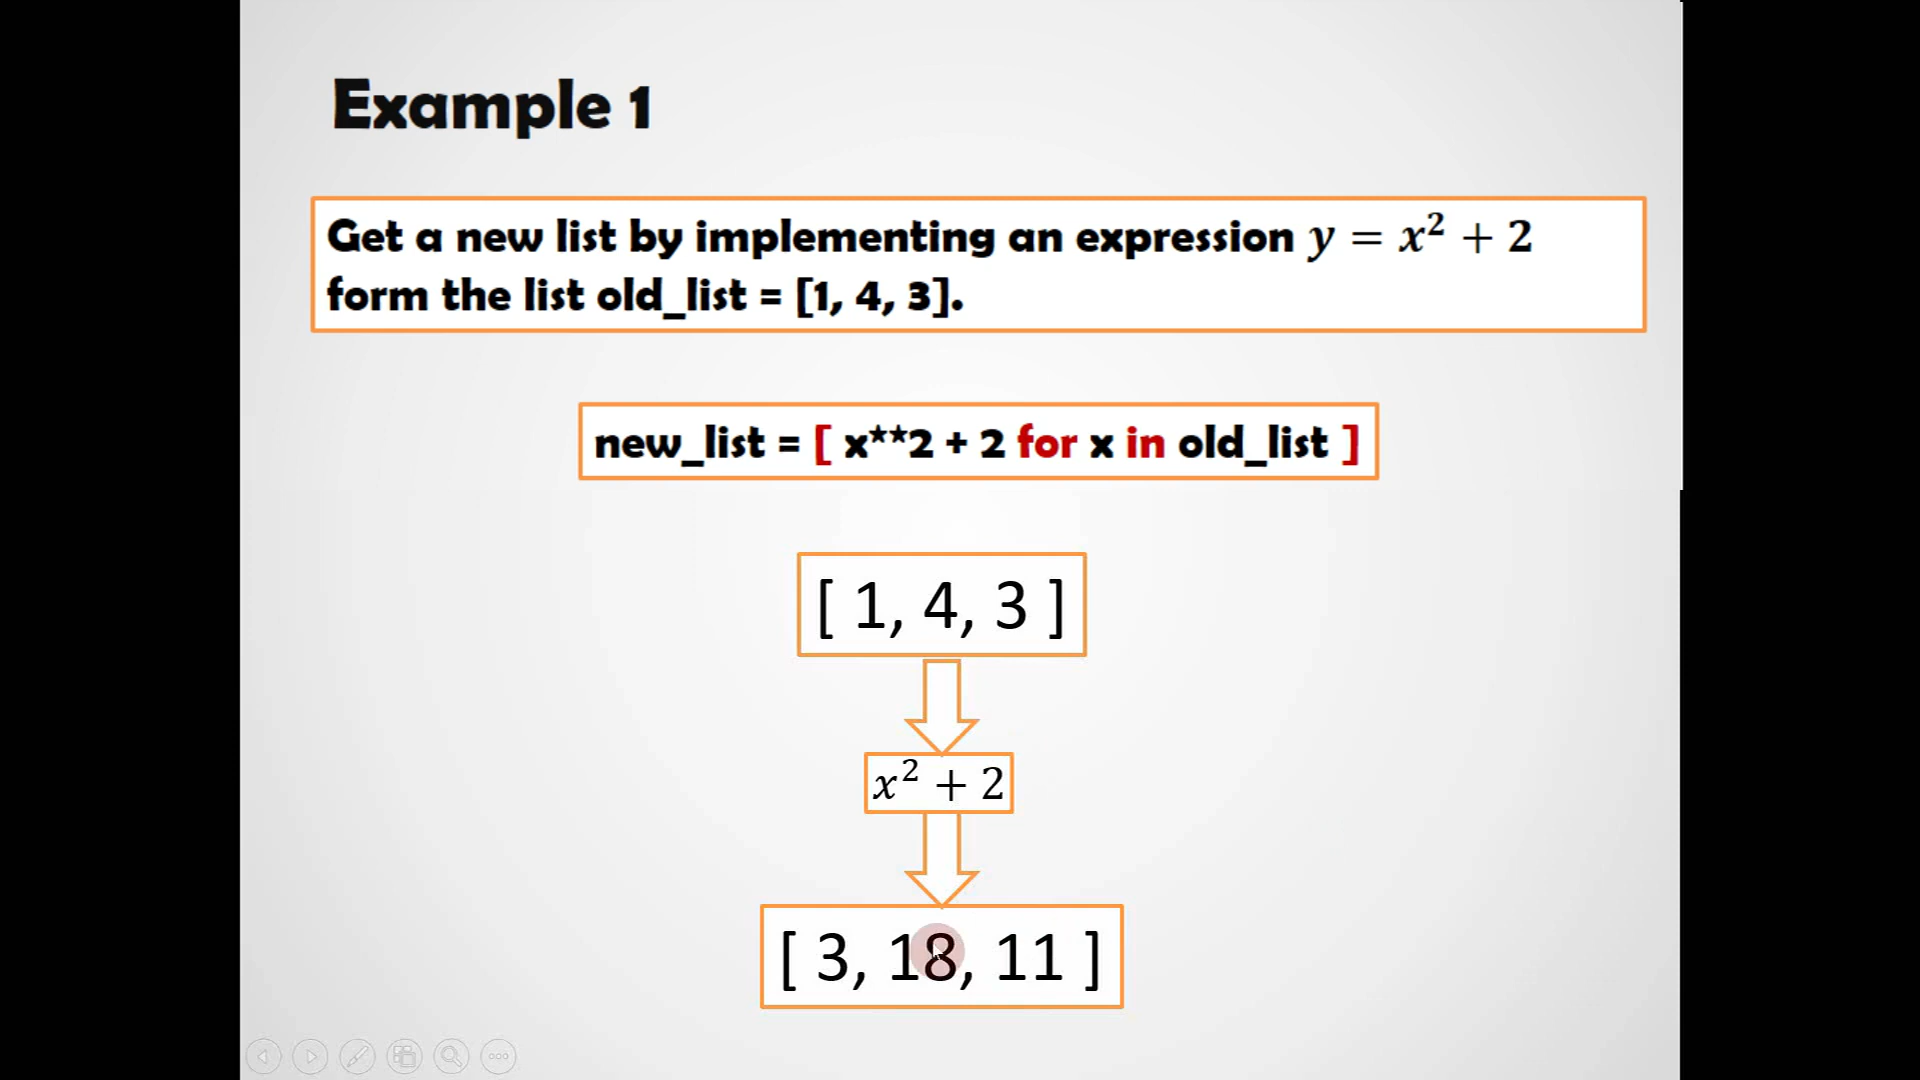 Example 1
Get a new list by implementing an expression y = x² + 2
form the list old_list = [1, 4, 3].
new_list = [ x**2 + 2 for x in old_list ]
[ 1, 4, 3 ]
x² + 2
[ 3, 18, 11 ]